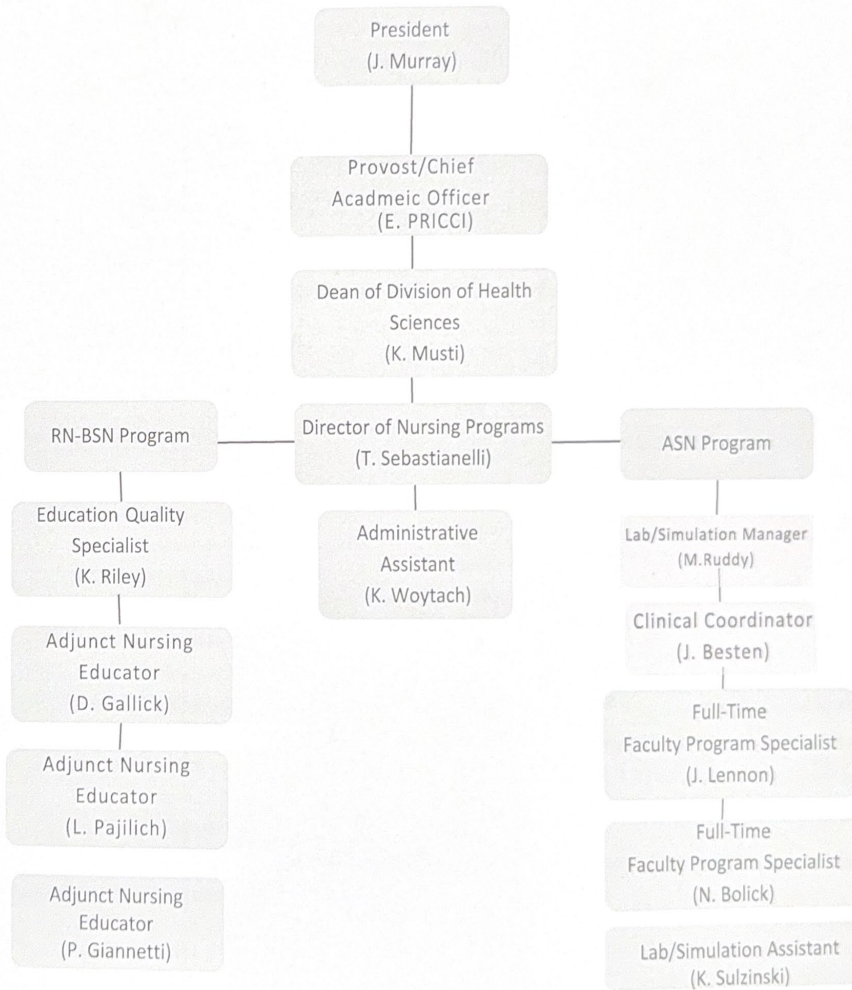 President
(J. Murray)
Provost/Chief
Acadmeic Officer
(E. PRICCI)
Dean of Division of Health
Sciences
(K. Musti)
Director of Nursing Programs
(T. Sebastianelli)
RN-BSN Program
ASN Program
Administrative
Assistant
(K. Woytach)
Education Quality
Specialist
(K. Riley)
Adjunct Nursing
Educator
(D. Gallick)
Adjunct Nursing
Educator
(L. Pajilich)
Adjunct Nursing
Educator
(P. Giannetti)
Lab/Simulation Manager
(M.Ruddy)
Clinical Coordinator
(J. Besten)
Full-Time
Faculty Program Specialist
(J. Lennon)
Full-Time
Faculty Program Specialist
(N. Bolick)
Lab/Simulation Assistant
(K. Sulzinski)